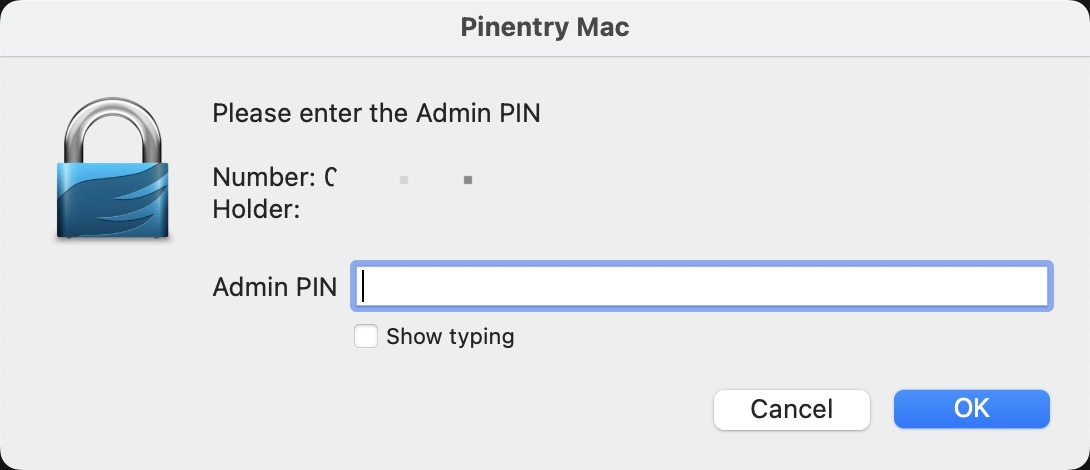 Pinentry Mac
Please enter the Admin PIN
Number:
Holder:
Admin PIN
Show typing
Cancel
OK